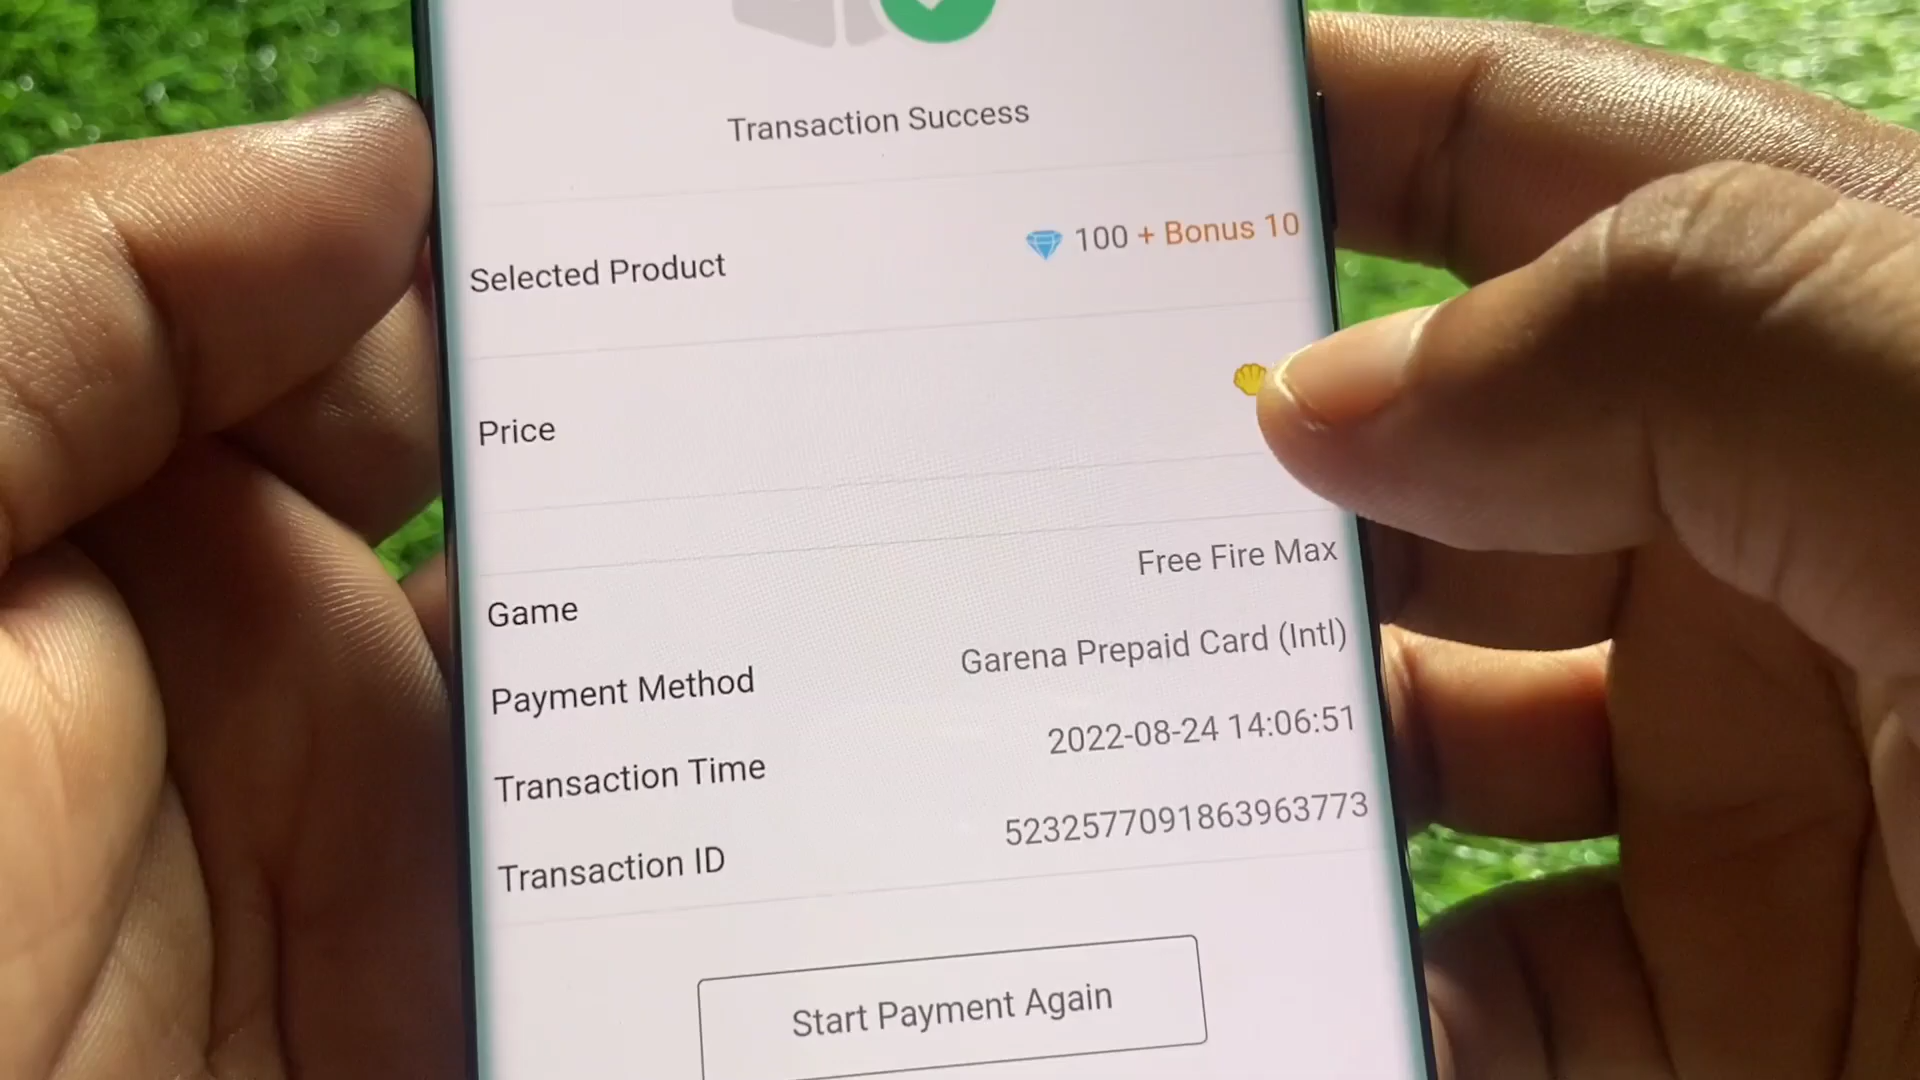 Transaction Success
Selected Product 100 + Bonus 10
Price
Game Free Fire Max
Payment Method Garena Prepaid Card (Intl)
Transaction Time 2022-08-24 14:06:51
Transaction ID 5232577091863963773
Start Payment Again